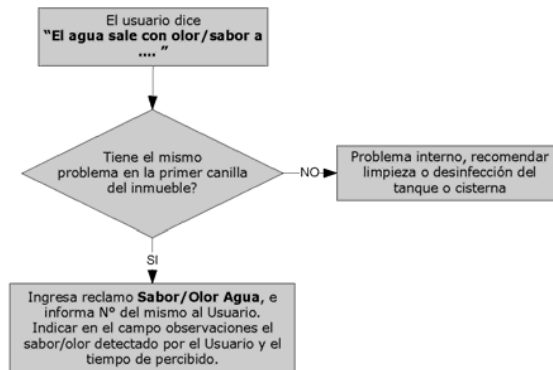 El usuario dice
“El agua sale con olor/sabor a
.... ”
Tiene el mismo
problema en la primer canilla
del inmueble?
NO
Problema interno, recomendar
limpieza o desinfección del
tanque o cisterna
SI
Ingresa reclamo Sabor/Olor Agua, e
informa N° del mismo al Usuario.
Indicar en el campo observaciones el
sabor/olor detectado por el Usuario y el
tiempo de percibido.